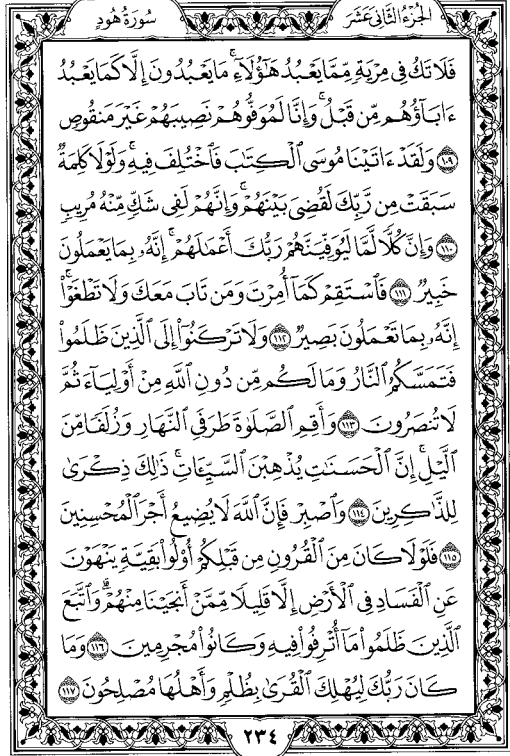 الجزء الثاني عشر
سورة هود
فَلَا تَكُ فِى مِرْيَةٍ مِّمَّا يَعْبُدُ هَٰٓؤُلَآءِ ۚ مَا يَعْبُدُونَ إِلَّا كَمَا يَعْبُدُ
ءَابَآؤُهُم مِّن قَبْلُ ۚ وَإِنَّا لَمُوَفُّوهُمْ نَصِيبَهُمْ غَيْرَ مَنقُوصٍ
۝١٠٩ وَلَقَدْ ءَاتَيْنَا مُوسَى ٱلْكِتَٰبَ فَٱخْتُلِفَ فِيهِ ۚ وَلَوْلَا كَلِمَةٌ
سَبَقَتْ مِن رَّبِّكَ لَقُضِىَ بَيْنَهُمْ ۚ وَإِنَّهُمْ لَفِى شَكٍّ مِّنْهُ مُرِيبٍ
۝١١٠ وَإِنَّ كُلًّا لَّمَّا لَيُوَفِّيَنَّهُمْ رَبُّكَ أَعْمَٰلَهُمْ ۚ إِنَّهُۥ بِمَا يَعْمَلُونَ
خَبِيرٌ ۝١١١ فَٱسْتَقِمْ كَمَآ أُمِرْتَ وَمَن تَابَ مَعَكَ وَلَا تَطْغَوْا۟ ۚ
إِنَّهُۥ بِمَا تَعْمَلُونَ بَصِيرٌ ۝١١٢ وَلَا تَرْكَنُوٓا۟ إِلَى ٱلَّذِينَ ظَلَمُوا۟
فَتَمَسَّكُمُ ٱلنَّارُ وَمَا لَكُم مِّن دُونِ ٱللَّهِ مِنْ أَوْلِيَآءَ ثُمَّ
لَا تُنصَرُونَ ۝١١٣ وَأَقِمِ ٱلصَّلَوٰةَ طَرَفَىِ ٱلنَّهَارِ وَزُلَفًا مِّنَ
ٱلَّيْلِ ۚ إِنَّ ٱلْحَسَنَٰتِ يُذْهِبْنَ ٱلسَّيِّـَٔاتِ ۚ ذَٰلِكَ ذِكْرَىٰ
لِلذَّٰكِرِينَ ۝١١٤ وَٱصْبِرْ فَإِنَّ ٱللَّهَ لَا يُضِيعُ أَجْرَ ٱلْمُحْسِنِينَ
۝١١٥ فَلَوْلَا كَانَ مِنَ ٱلْقُرُونِ مِن قَبْلِكُمْ أُو۟لُوا۟ بَقِيَّةٍ يَنْهَوْنَ
عَنِ ٱلْفَسَادِ فِى ٱلْأَرْضِ إِلَّا قَلِيلًا مِّمَّنْ أَنجَيْنَا مِنْهُمْ ۗ وَٱتَّبَعَ
ٱلَّذِينَ ظَلَمُوا۟ مَآ أُتْرِفُوا۟ فِيهِ وَكَانُوا۟ مُجْرِمِينَ ۝١١٦ وَمَا
كَانَ رَبُّكَ لِيُهْلِكَ ٱلْقُرَىٰ بِظُلْمٍ وَأَهْلُهَا مُصْلِحُونَ ۝١١٧
٢٣٤